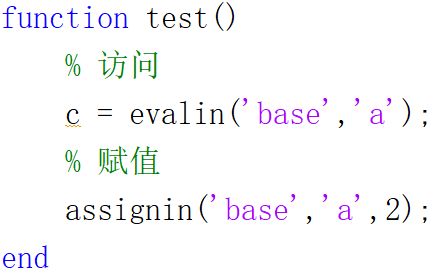 function test()
% 访问
c = evalin('base','a');
% 赋值
assignin('base','a',2);
end